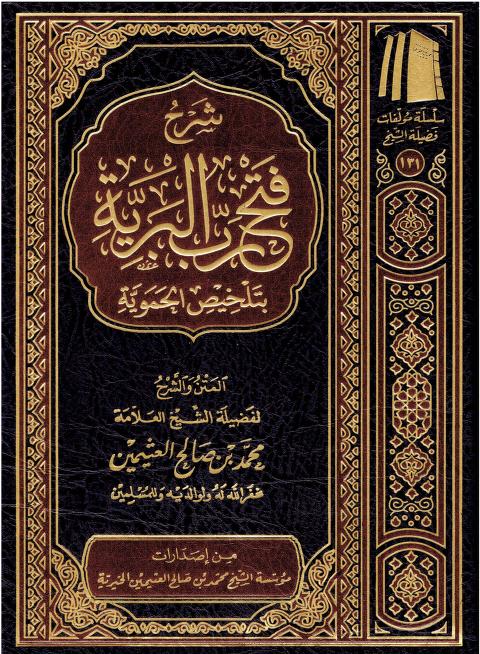 شرح
فتح رب البرية
بتلخيص الحموية
المتن والشرح
لفضيلة الشيخ العلامة
محمد بن صالح العثيمين
غفر الله له ولوالديه وللمسلمين
من إصدارات
مؤسسة الشيخ محمد بن صالح العثيمين الخيرية
سلسلة مؤلفات
فضيلة الشيخ
١٣١